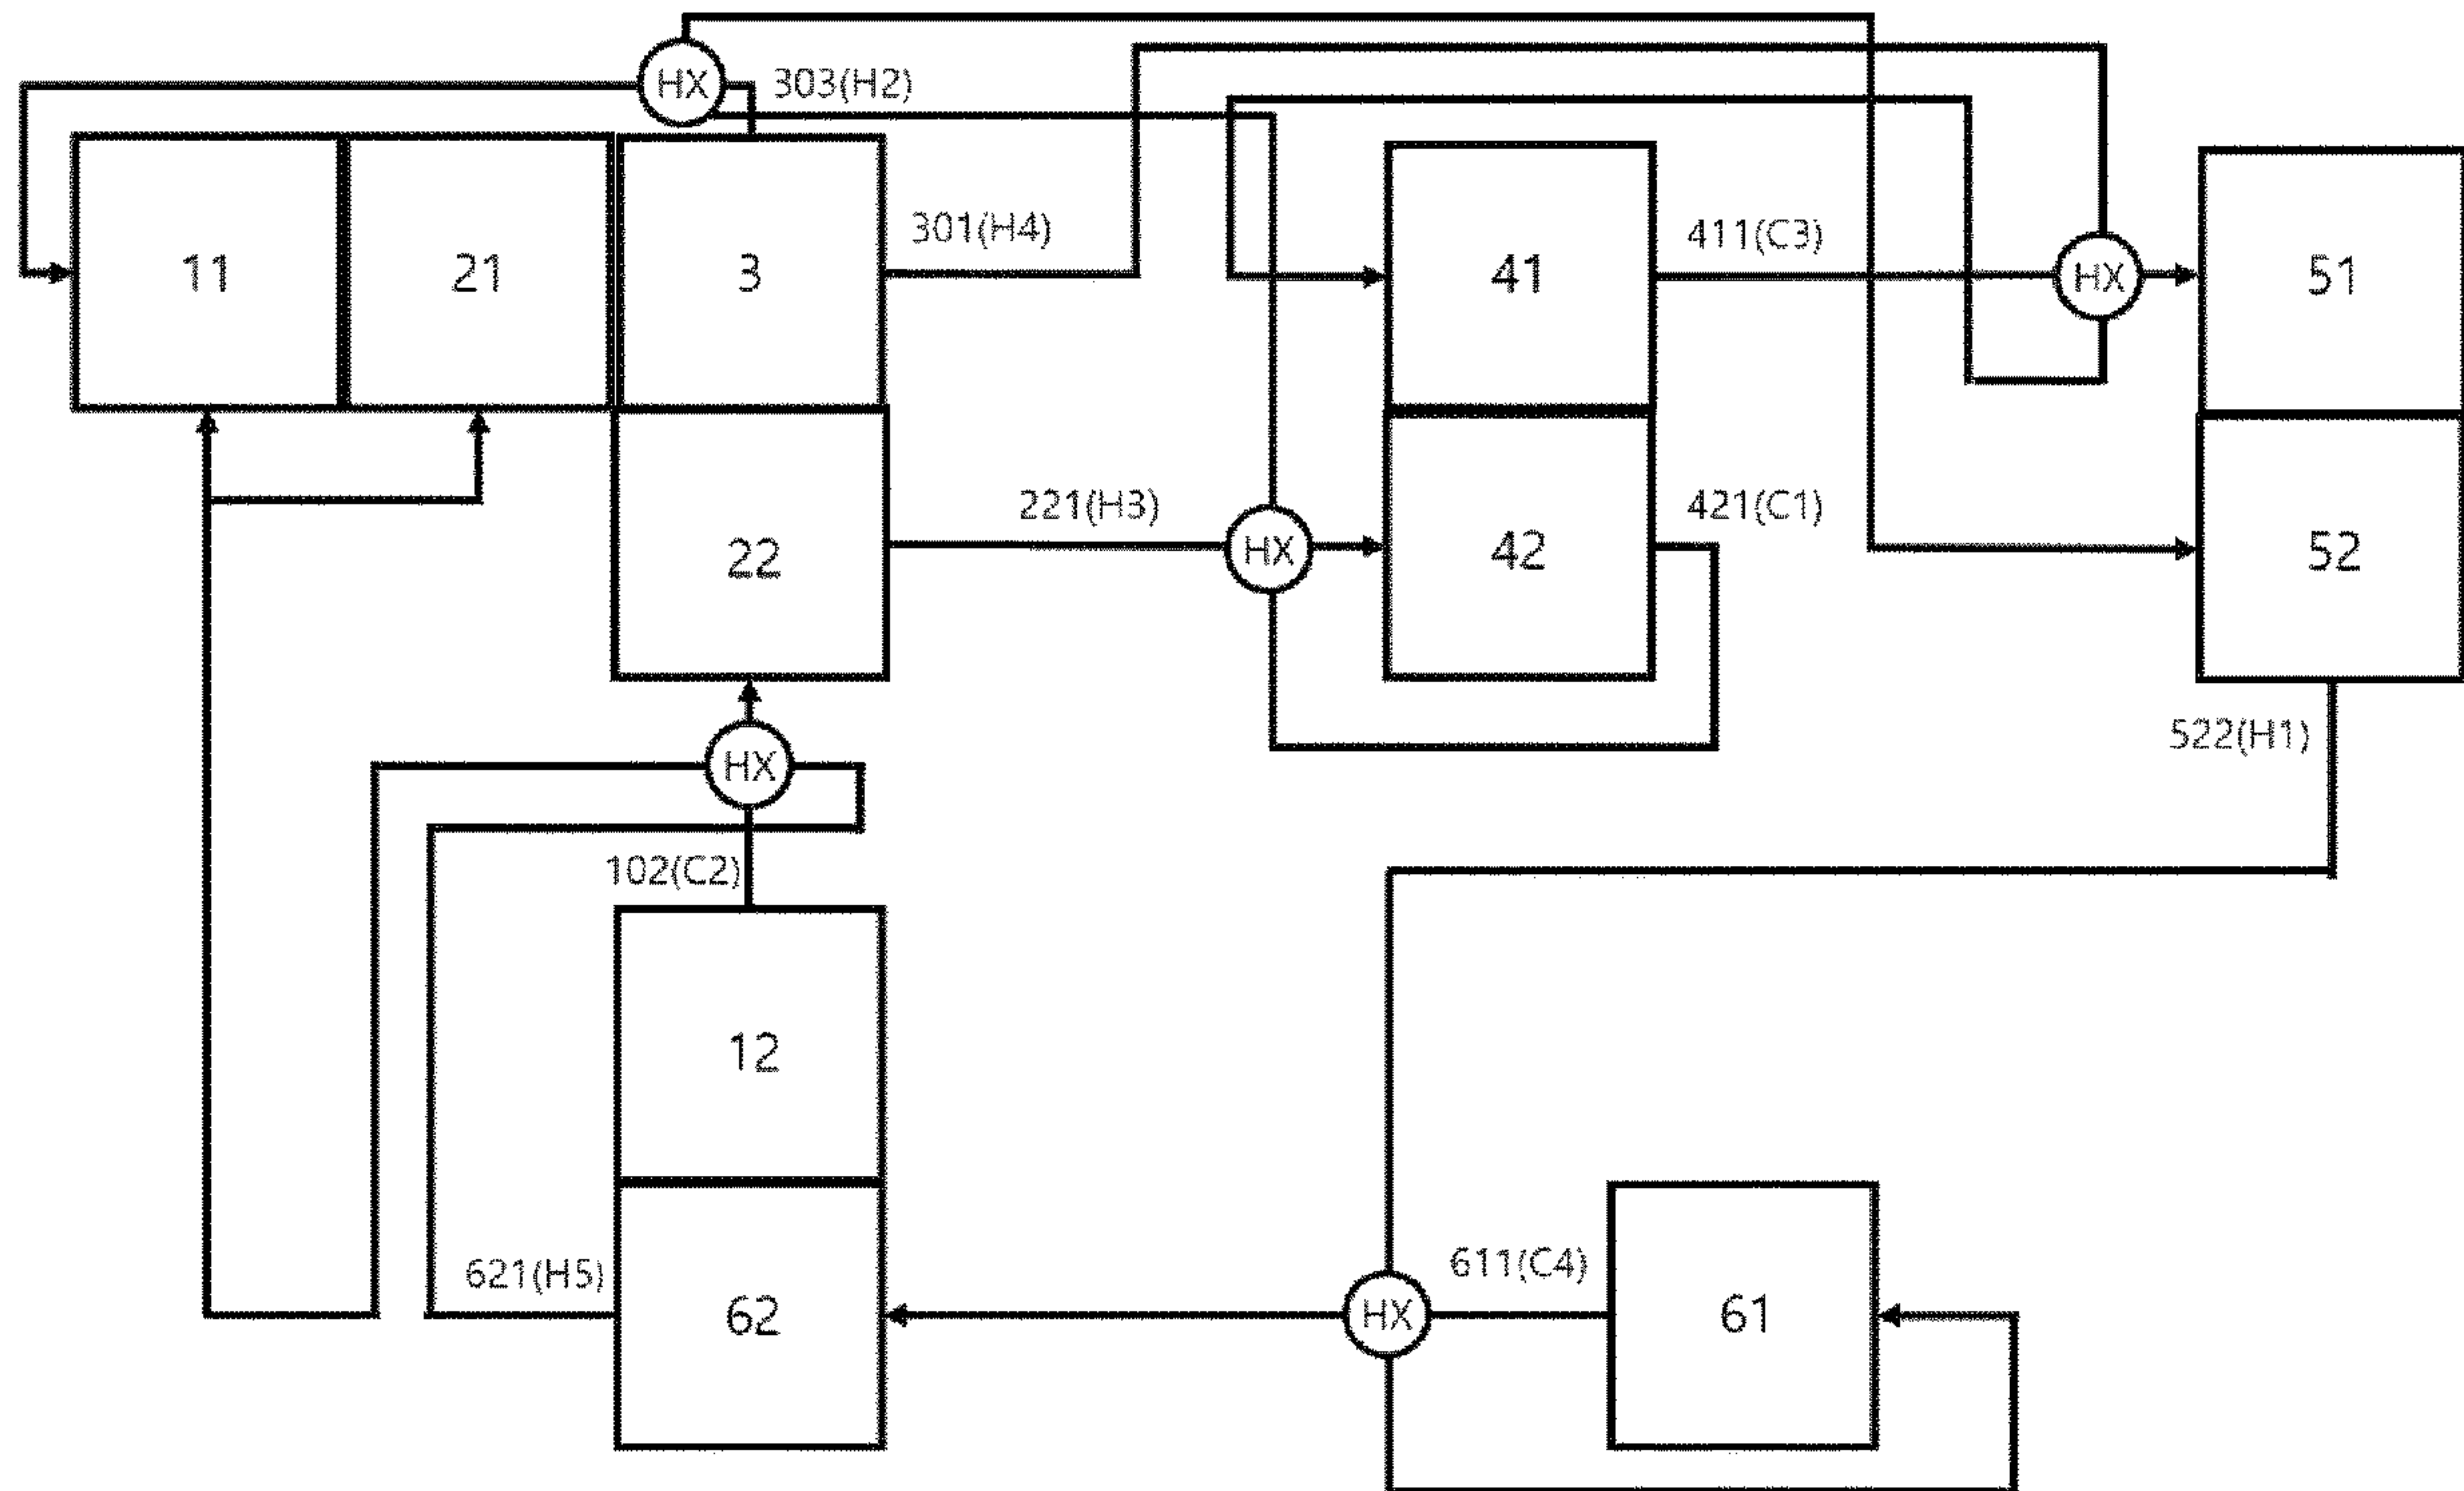 HX
303(H2)
11
21
3
301(H4)
41
411(C3)
HX
51
22
221(H3)
HX
42
421(C1)
52
HX
522(H1)
102(C2)
12
621(H5)
62
HX
611(C4)
61